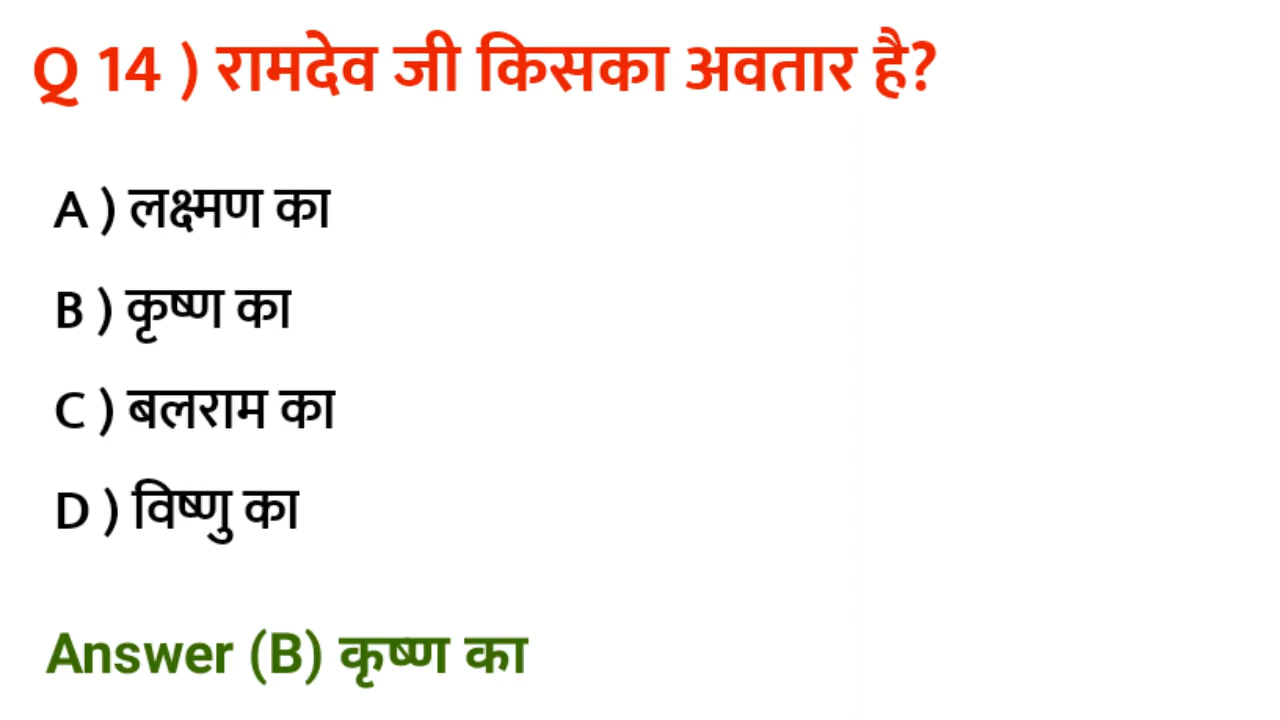 Q 14 ) रामदेव जी किसका अवतार है?
A ) लक्ष्मण का
B ) कृष्ण का
C ) बलराम का
D ) विष्णु का
Answer (B) कृष्ण का